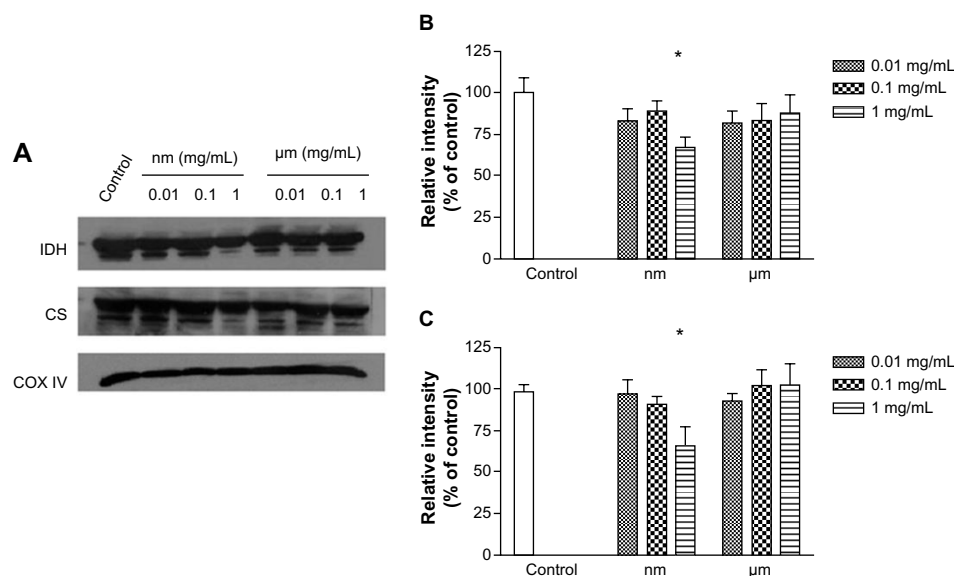 A
Control
nm (mg/mL)
µm (mg/mL)
0.01 0.1 1 0.01 0.1 1
IDH
CS
COX IV
B
Relative intensity
(% of control)
125
100
75
50
25
0
*
Control nm µm
0.01 mg/mL
0.1 mg/mL
1 mg/mL
C
Relative intensity
(% of control)
125
100
75
50
25
0
*
Control nm µm
0.01 mg/mL
0.1 mg/mL
1 mg/mL